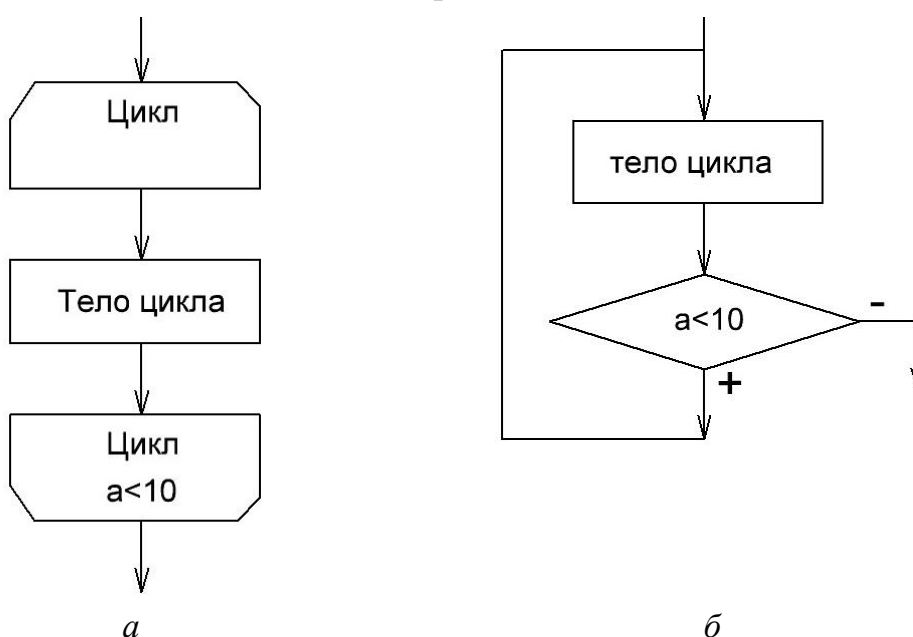 Цикл
Тело цикла
Цикл
a<10
а
тело цикла
a<10
-
+
б